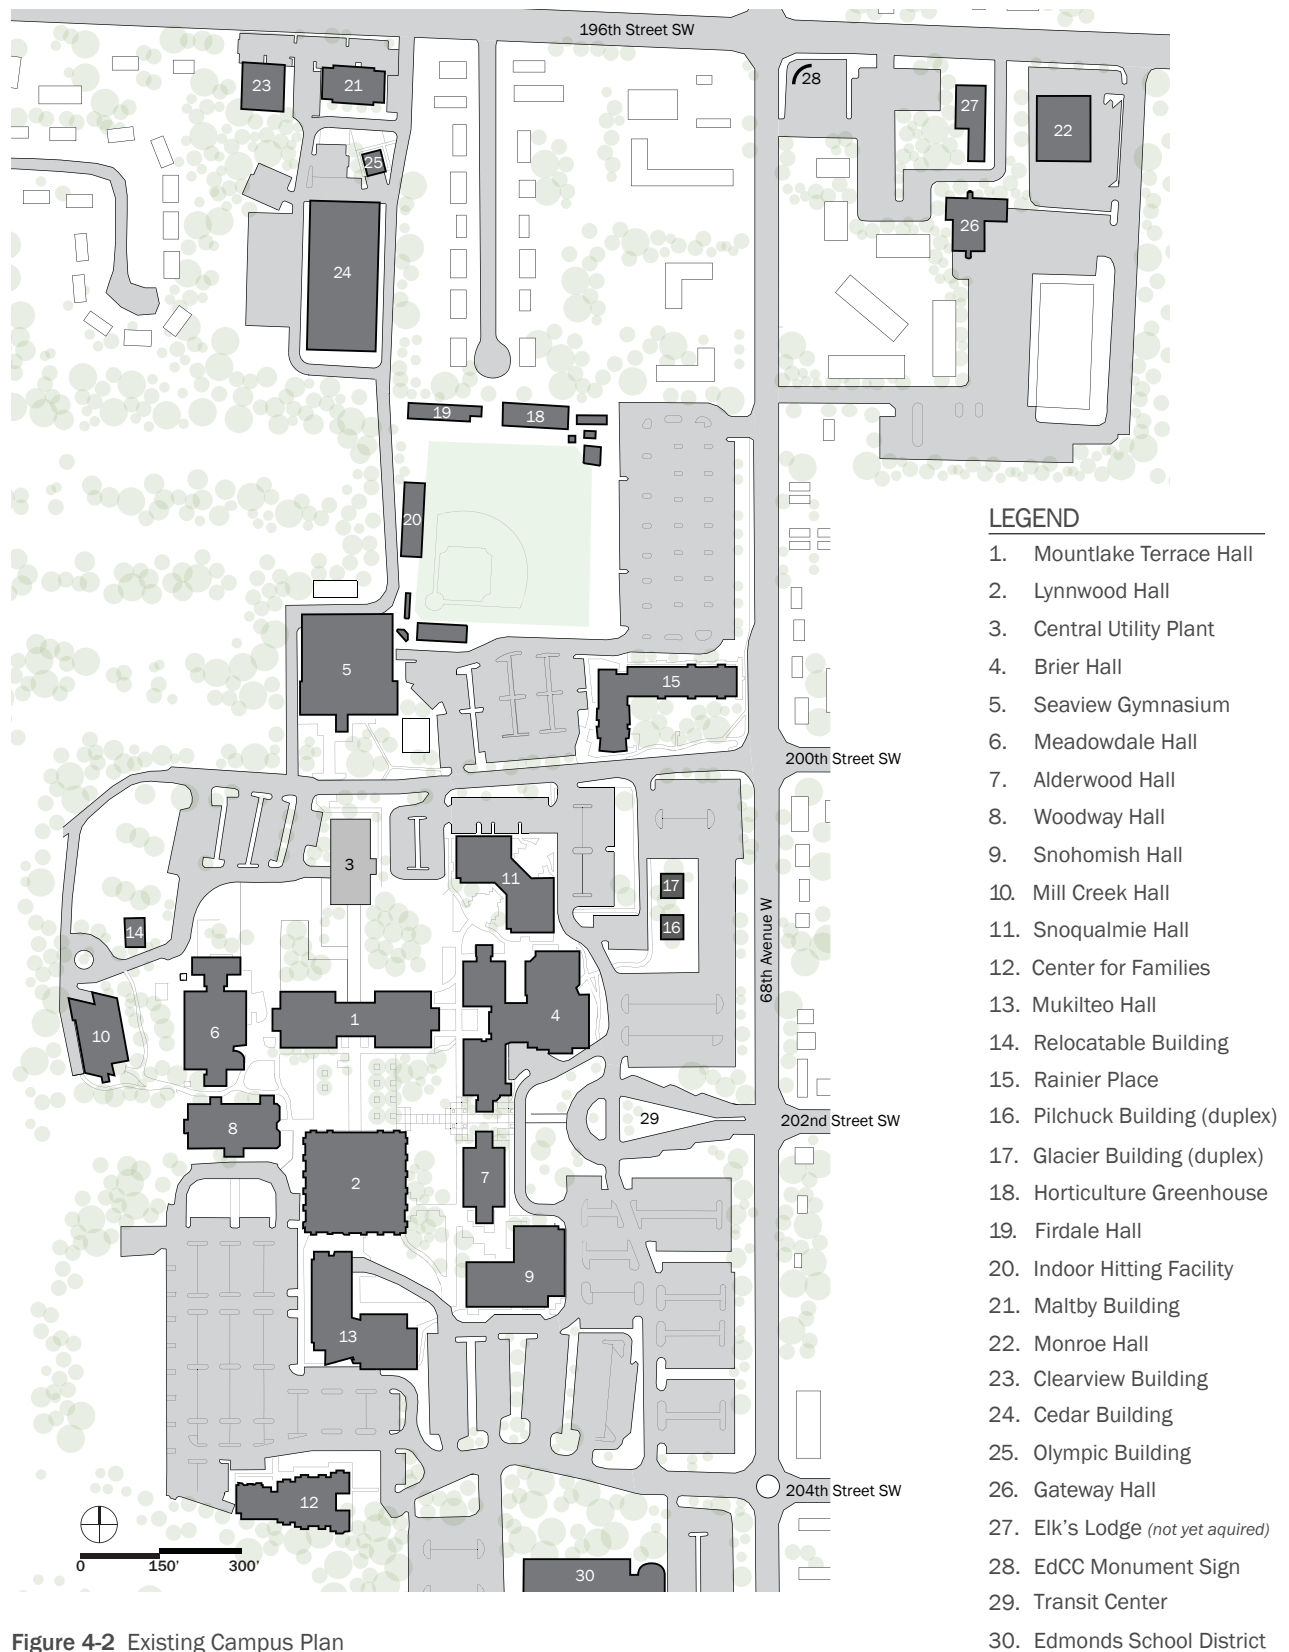 196th Street SW
23
21
28
27
22
25
26
24
19
18
20
5
15
200th Street SW
3
11
17
16
14
68th Avenue W
10
6
1
4
8
29
202nd Street SW
2
7
9
13
12
204th Street SW
30
0 150' 300'
LEGEND
1. Mountlake Terrace Hall
2. Lynnwood Hall
3. Central Utility Plant
4. Brier Hall
5. Seaview Gymnasium
6. Meadowdale Hall
7. Alderwood Hall
8. Woodway Hall
9. Snohomish Hall
10. Mill Creek Hall
11. Snoqualmie Hall
12. Center for Families
13. Mukilteo Hall
14. Relocatable Building
15. Rainier Place
16. Pilchuck Building (duplex)
17. Glacier Building (duplex)
18. Horticulture Greenhouse
19. Firdale Hall
20. Indoor Hitting Facility
21. Maltby Building
22. Monroe Hall
23. Clearview Building
24. Cedar Building
25. Olympic Building
26. Gateway Hall
27. Elk's Lodge (not yet aquired)
28. EdCC Monument Sign
29. Transit Center
30. Edmonds School District
Figure 4-2 Existing Campus Plan